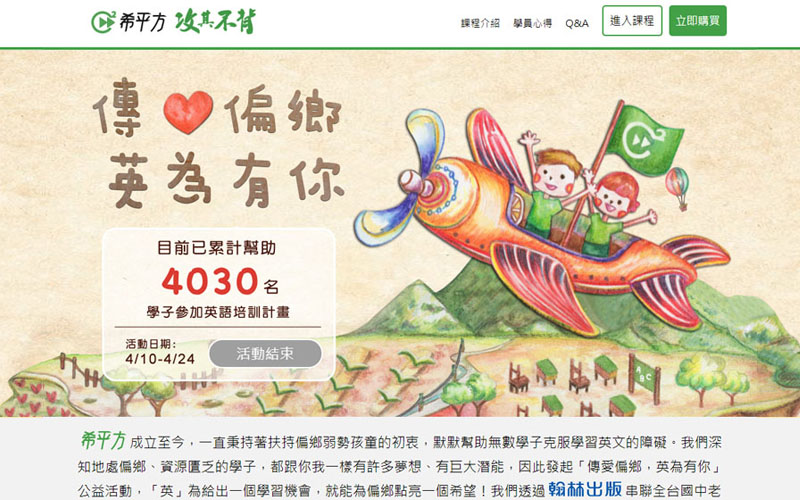 希平方 攻其不背
課程介紹 學員心得 Q&A 進入課程 立即購買
傳 偏鄉
英為有你
目前已累計幫助
4030 名
學子參加英語培訓計畫
活動日期:
4/10-4/24
活動結束
A B C
希平方 成立至今，一直秉持著扶持偏鄉弱勢孩童的初衷，默默幫助無數學子克服學習英文的障礙。我們深
知地處偏鄉、資源匱乏的學子，都跟你我一樣有許多夢想、有巨大潛能，因此發起「傳愛偏鄉，英為有你」
公益活動，「英」為給出一個學習機會，就能為偏鄉點亮一個希望！我們透過 翰林出版 串聯全台國中老